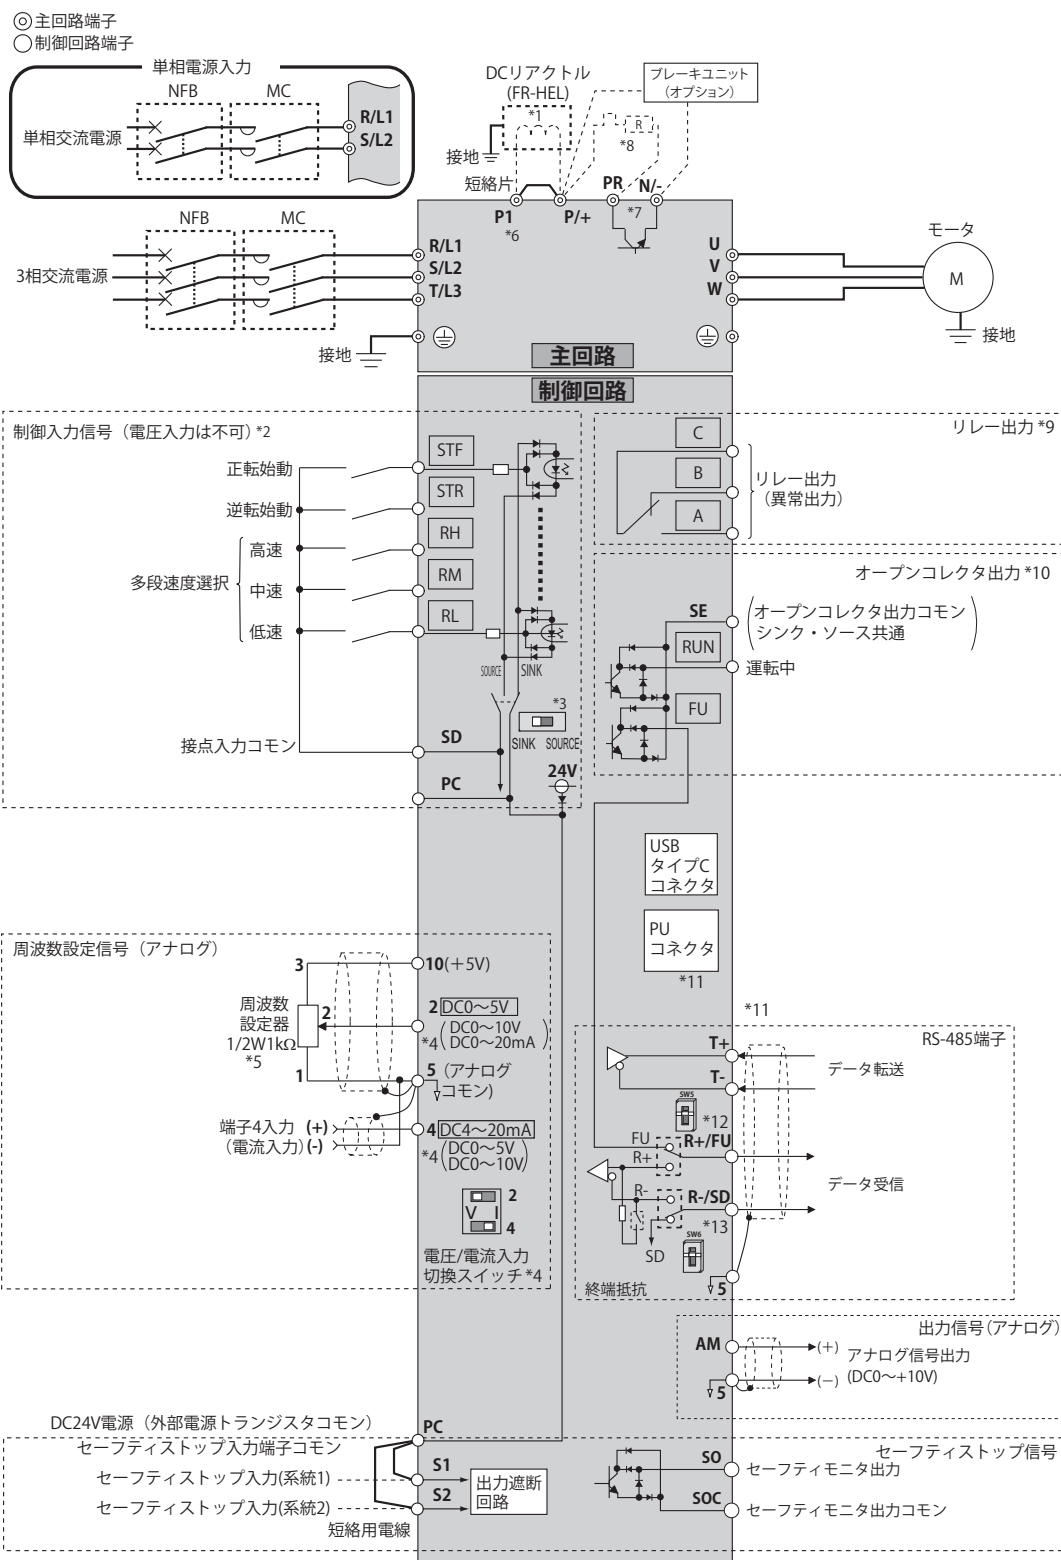 主回路端子
制御回路端子
単相電源入力
NFB
MC
単相交流電源
R/L1
S/L2
DCリアクトル
(FR-HEL)
*1
接地
短絡片
ブレーキユニット
(オプション)
R
*8
P1
*6
P/+
PR
N/-
*7
NFB
MC
3相交流電源
R/L1
S/L2
T/L3
接地
U
V
W
モータ
M
接地
主回路
制御回路
制御入力信号（電圧入力は不可）*2
正転始動
逆転始動
多段速度選択
高速
中速
低速
接点入力コモン
STF
STR
RH
RM
RL
SOURCE
SINK
*3
SINK
SOURCE
SD
PC
24V
リレー出力 *9
C
B
A
リレー出力
（異常出力）
オープンコレクタ出力 *10
SE
オープンコレクタ出力コモン
シンク・ソース共通
RUN
運転中
FU
USB
タイプC
コネクタ
PU
コネクタ
*11
周波数設定信号（アナログ）
3
10(＋5V)
周波数
設定器
1/2W1kΩ
*5
2
2 DC0～5V
*4 (DC0～10V
DC0～20mA)
1
5 (アナログ
コモン)
端子4入力 (+)
（電流入力） (-)
4 DC4～20mA
*4 (DC0～5V
DC0～10V)
2
V I
4
電圧/電流入力
切換スイッチ *4
*11
RS-485端子
T+
T-
データ転送
SW5
*12
FU
R+
R+/FU
R-
R-/SD
*13
データ受信
SD
SW6
終端抵抗
5
出力信号（アナログ）
AM
(＋)
アナログ信号出力
(DC0～+10V)
5
(－)
DC24V電源（外部電源トランジスタコモン）
PC
セーフティストップ入力端子コモン
セーフティストップ入力(系統1)
S1
セーフティストップ入力(系統2)
S2
短絡用電線
出力遮断
回路
セーフティストップ信号
SO
セーフティモニタ出力
SOC
セーフティモニタ出力コモン